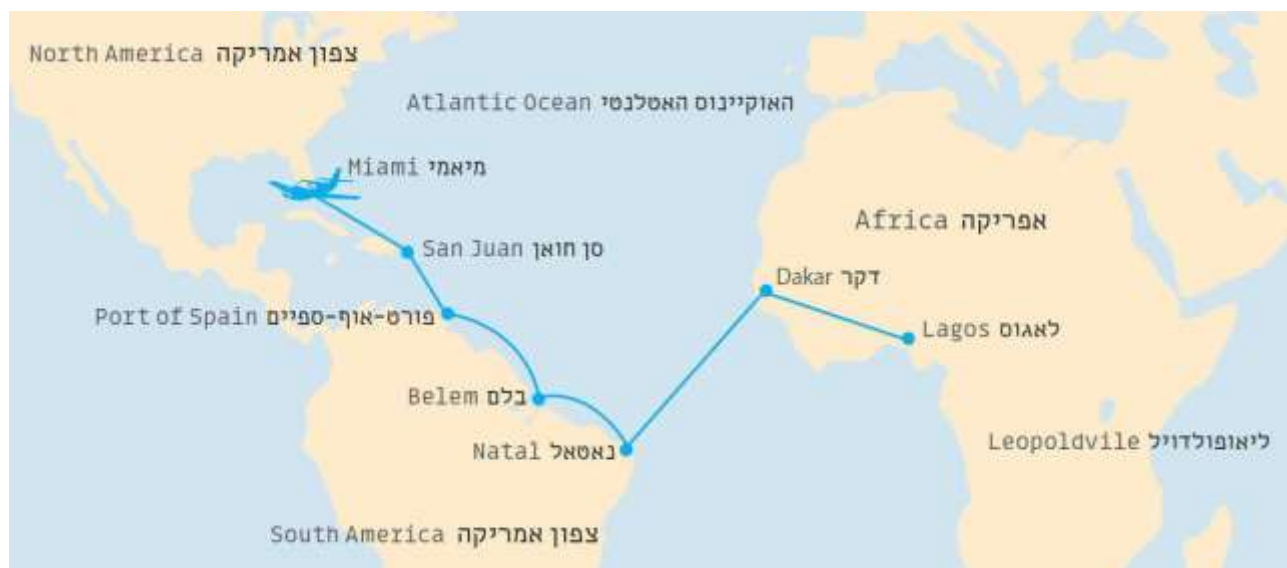 North America צפון אמריקה
Atlantic Ocean האוקיינוס האטלנטי
Miami מיאמי
Africa אפריקה
San Juan סן חואן
Dakar דקר
Port of Spain פורט-אוף-ספיים
Lagos לאגוס
Belem בלם
Natal נאטאל
Leopoldvile ליאופולדויל
South America צפון אמריקה